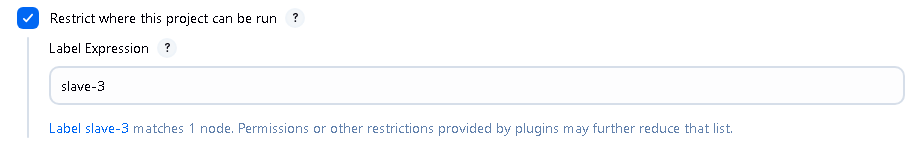 Restrict where this project can be run ?
Label Expression ?
slave-3
Label slave-3 matches 1 node. Permissions or other restrictions provided by plugins may further reduce that list.